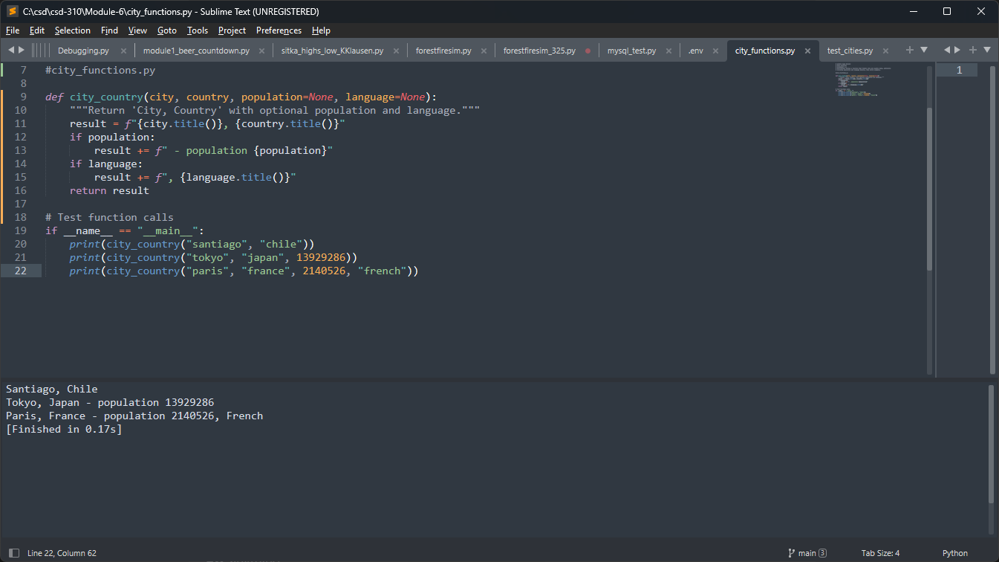 C:\csd\csd-310\Module-6\city_functions.py - Sublime Text (UNREGISTERED)
File Edit Selection Find View Goto Tools Project Preferences Help
Debugging.py module1_beer_countdown.py sitka_highs_low_KKlausen.py forestfiresim.py forestfiresim_325.py mysql_test.py .env city_functions.py test_cities.py
7 #city_functions.py
8
9 def city_country(city, country, population=None, language=None):
10     """Return 'City, Country' with optional population and language."""
11     result = f"{city.title()}, {country.title()}"
12     if population:
13         result += f" - population {population}"
14     if language:
15         result += f", {language.title()}"
16     return result
17
18 # Test function calls
19 if __name__ == "__main__":
20     print(city_country("santiago", "chile"))
21     print(city_country("tokyo", "japan", 13929286))
22     print(city_country("paris", "france", 2140526, "french"))
1
Santiago, Chile
Tokyo, Japan - population 13929286
Paris, France - population 2140526, French
[Finished in 0.17s]
Line 22, Column 62 main 3 Tab Size: 4 Python